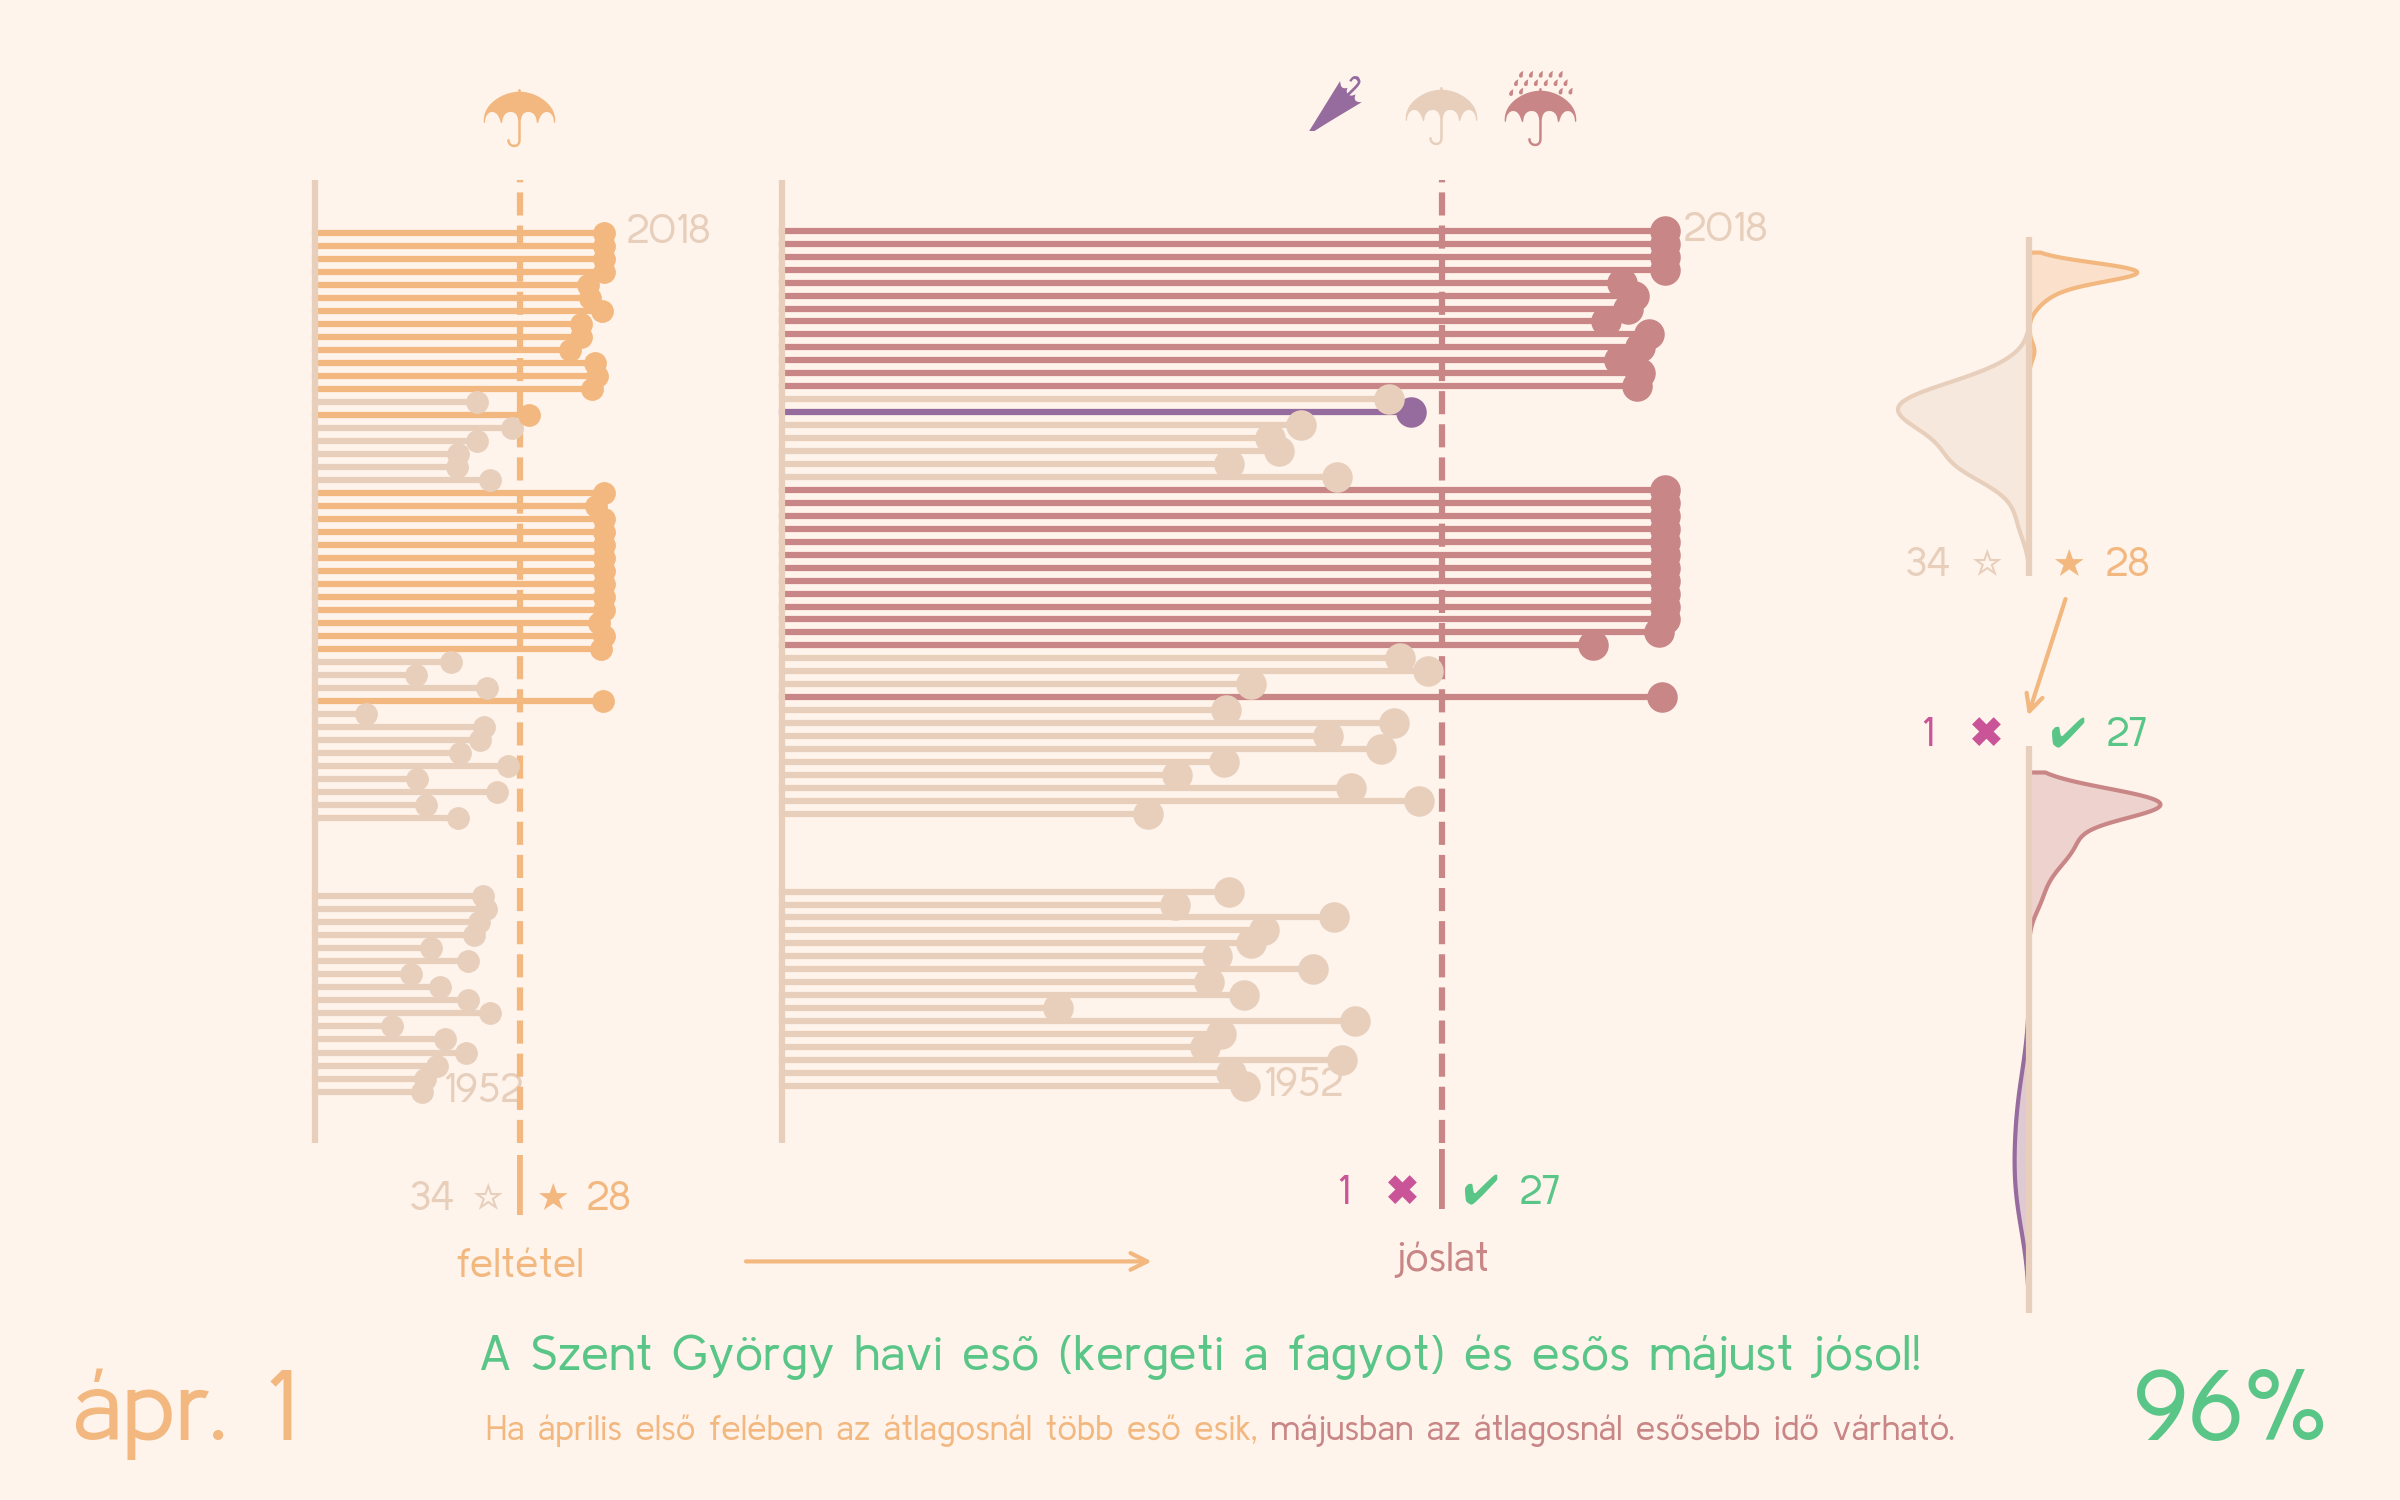 2018
2018
34 ☆ ★ 28
1 ✖ ✔ 27
1952
1952
34 ☆ ★ 28
1 ✖ ✔ 27
feltétel
jóslat
A Szent György havi esõ (kergeti a fagyot) és esõs májust jósol!
ápr. 1
96%
Ha április első felében az átlagosnál több eső esik, májusban az átlagosnál esősebb idő várható.